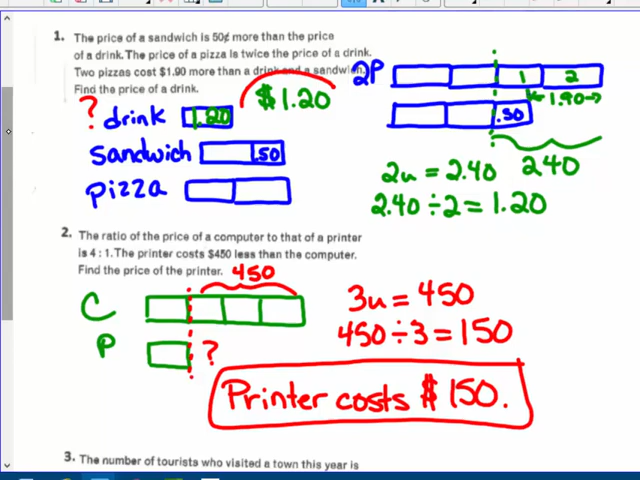 1. The price of a sandwich is 50¢ more than the price
of a drink. The price of a pizza is twice the price of a drink.
Two pizzas cost $1.90 more than a drink and a sandwich.
Find the price of a drink.
$1.20
? drink 1.20
sandwich .50
pizza
2P 1 2
1.90
.50
2u = 2.40 240
2.40 ÷ 2 = 1.20
2. The ratio of the price of a computer to that of a printer
is 4 : 1. The printer costs $450 less than the computer.
Find the price of the printer.
450
C
P ?
3u = 450
450 ÷ 3 = 150
Printer costs $150.
3. The number of tourists who visited a town this year is